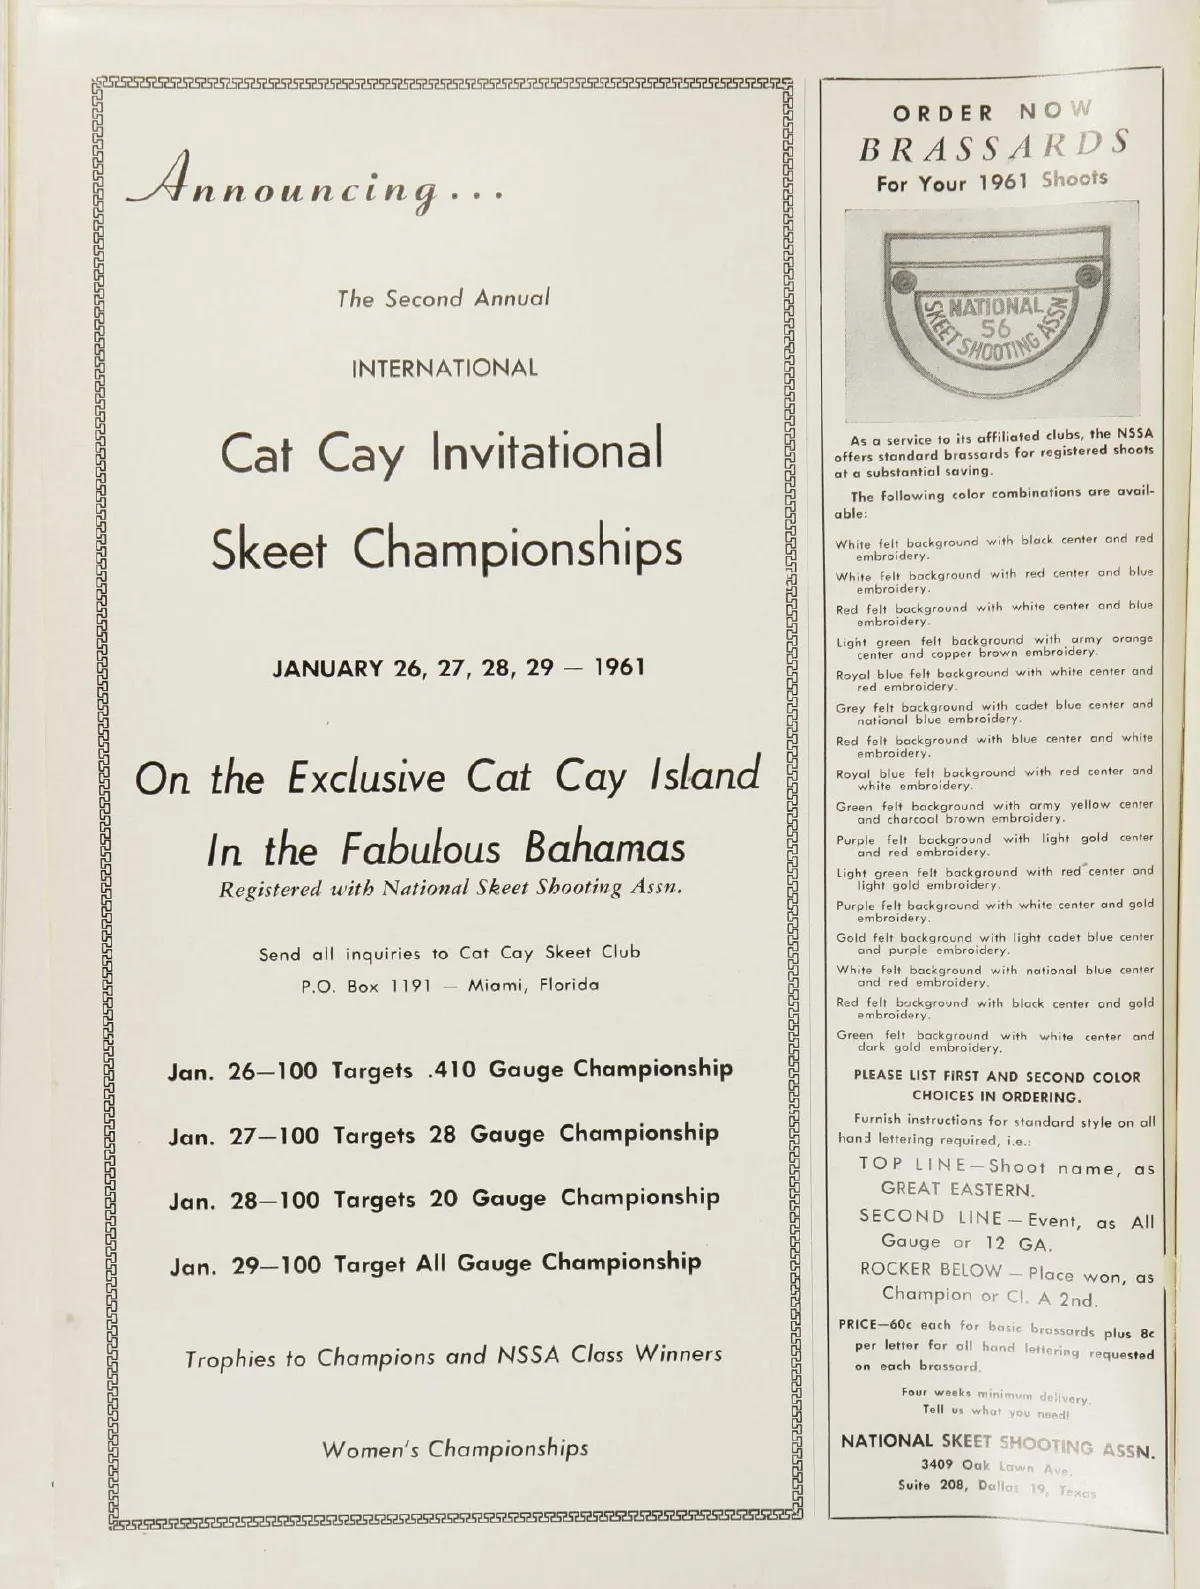 Announcing...
The Second Annual
INTERNATIONAL
Cat Cay Invitational
Skeet Championships
JANUARY 26, 27, 28, 29 — 1961
On the Exclusive Cat Cay Island
In the Fabulous Bahamas
Registered with National Skeet Shooting Assn.
Send all inquiries to Cat Cay Skeet Club
P.O. Box 1191 — Miami, Florida
Jan. 26—100 Targets .410 Gauge Championship
Jan. 27—100 Targets 28 Gauge Championship
Jan. 28—100 Targets 20 Gauge Championship
Jan. 29—100 Target All Gauge Championship
Trophies to Champions and NSSA Class Winners
Women's Championships
ORDER NOW
BRASSARDS
For Your 1961 Shoots
NATIONAL
56
SKEET SHOOTING ASSN
As a service to its affiliated clubs, the NSSA
offers standard brassards for registered shoots
at a substantial saving.
The following color combinations are avail-
able:
White felt background with black center and red
embroidery.
White felt background with red center and blue
embroidery.
Red felt background with white center and blue
embroidery.
Light green felt background with army orange
center and copper brown embroidery.
Royal blue felt background with white center and
red embroidery.
Grey felt background with cadet blue center and
national blue embroidery.
Red felt background with blue center and white
embroidery.
Royal blue felt background with red center and
white embroidery.
Green felt background with army yellow center
and charcoal brown embroidery.
Purple felt background with light gold center
and red embroidery.
Light green felt background with red center and
light gold embroidery.
Purple felt background with white center and gold
embroidery.
Gold felt background with light cadet blue center
and purple embroidery.
White felt background with national blue center
and red embroidery.
Red felt background with black center and gold
embroidery.
Green felt background with white center and
dark gold embroidery.
PLEASE LIST FIRST AND SECOND COLOR
CHOICES IN ORDERING.
Furnish instructions for standard style on all
hand lettering required, i.e.:
TOP LINE—Shoot name, as
GREAT EASTERN.
SECOND LINE—Event, as All
Gauge or 12 GA.
ROCKER BELOW—Place won, as
Champion or Cl. A 2nd.
PRICE—60c each for basic brassards plus 8c
per letter for all hand lettering requested
on each brassard.
Four weeks minimum delivery.
Tell us what you need!
NATIONAL SKEET SHOOTING ASSN.
3409 Oak Lawn Ave.
Suite 208, Dallas 19, Texas